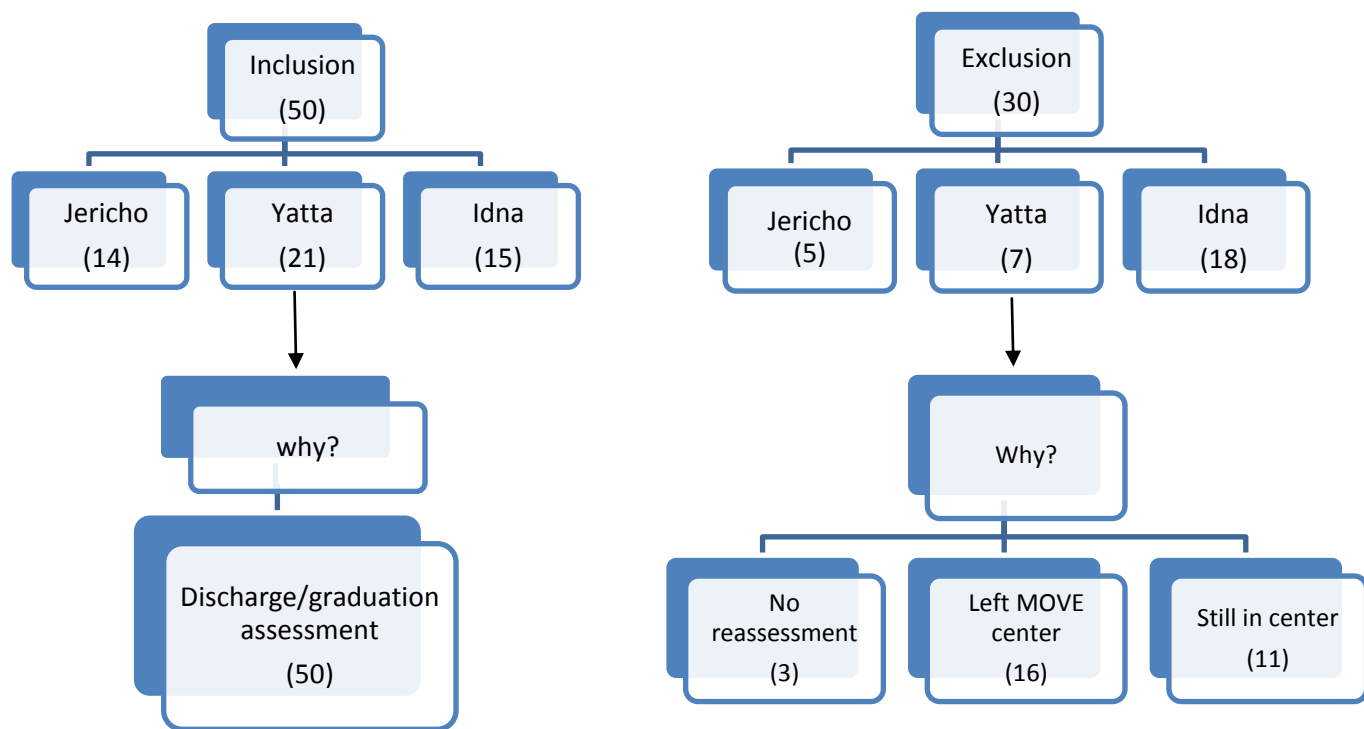 Inclusion
(50)
Jericho
(14)
Yatta
(21)
Idna
(15)
why?
Discharge/graduation
assessment
(50)
Exclusion
(30)
Jericho
(5)
Yatta
(7)
Idna
(18)
Why?
No
reassessment
(3)
Left MOVE
center
(16)
Still in center
(11)